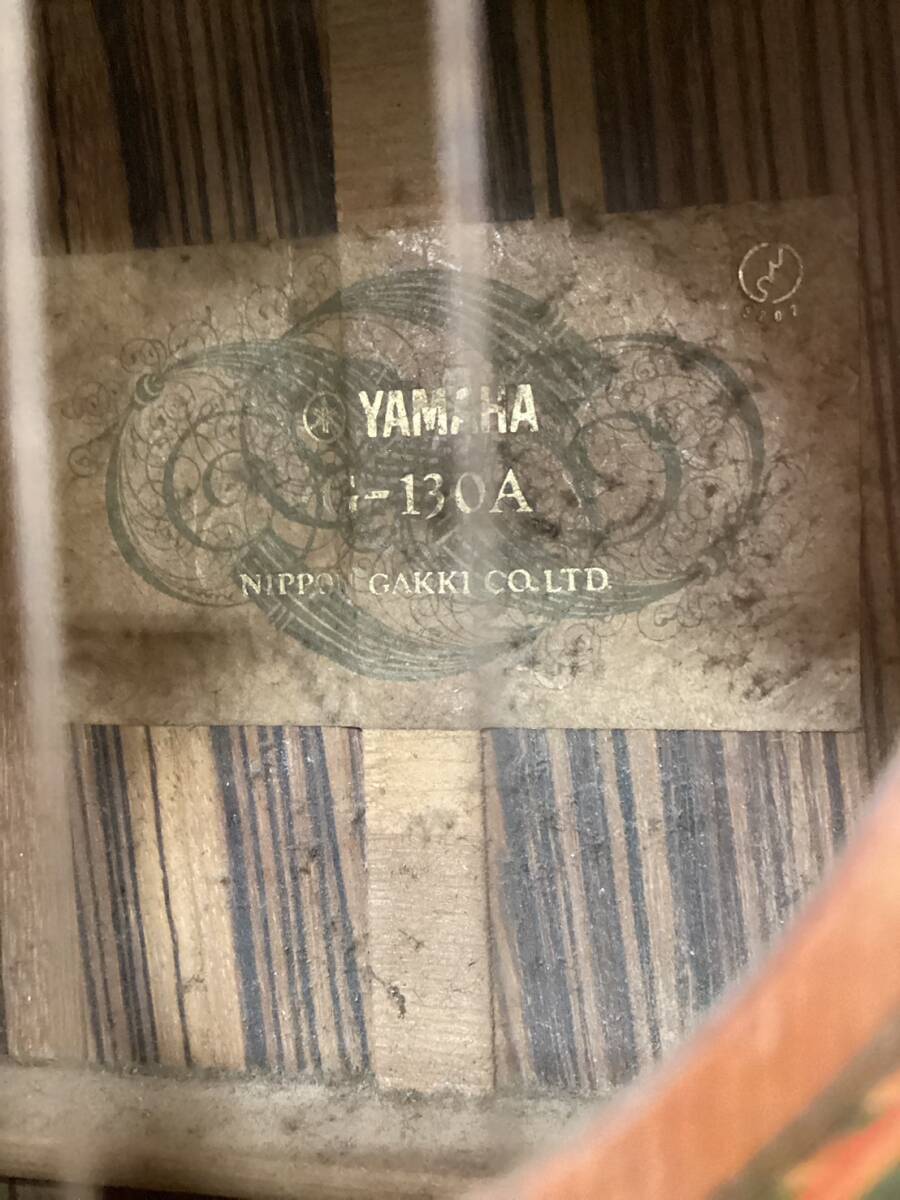 YAMAHA
G-130A
NIPPON GAKKI CO.LTD.